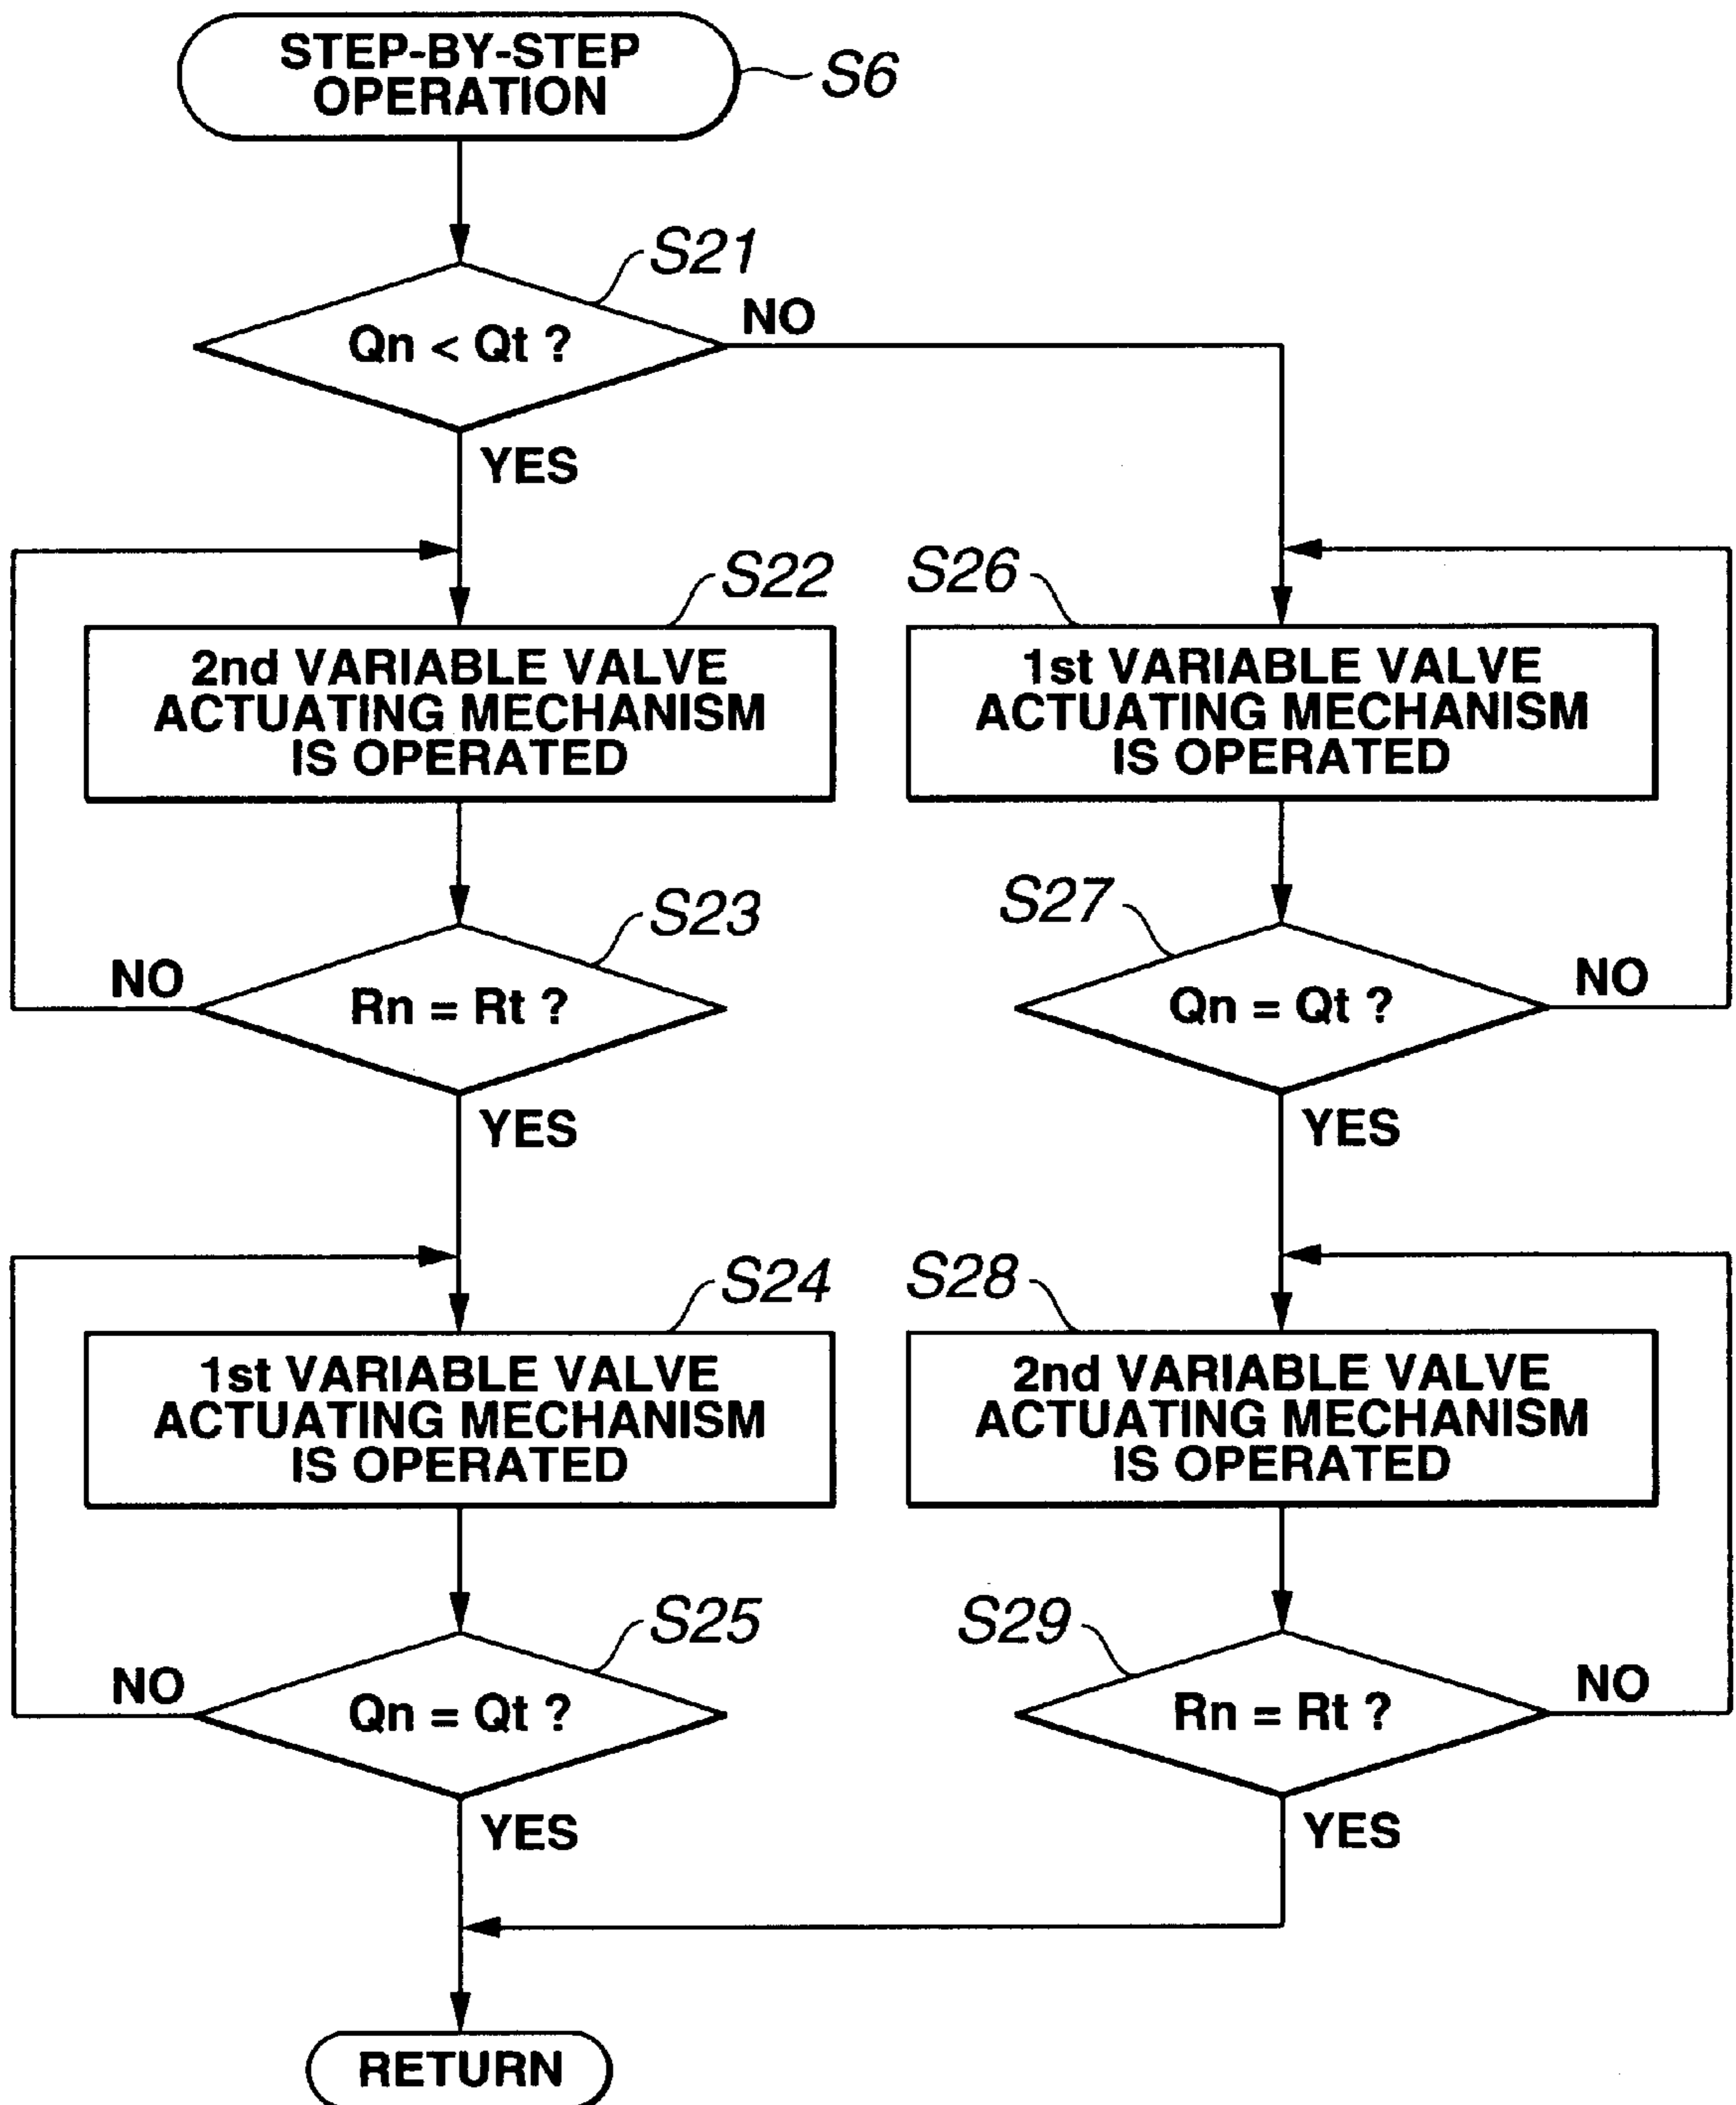 STEP-BY-STEP
OPERATION
S6
S21
Qn < Qt ?
NO
YES
S22
2nd VARIABLE VALVE
ACTUATING MECHANISM
IS OPERATED
S26
1st VARIABLE VALVE
ACTUATING MECHANISM
IS OPERATED
S23
Rn = Rt ?
NO
YES
S27
Qn = Qt ?
NO
YES
S24
1st VARIABLE VALVE
ACTUATING MECHANISM
IS OPERATED
S28
2nd VARIABLE VALVE
ACTUATING MECHANISM
IS OPERATED
S25
Qn = Qt ?
NO
YES
S29
Rn = Rt ?
NO
YES
RETURN